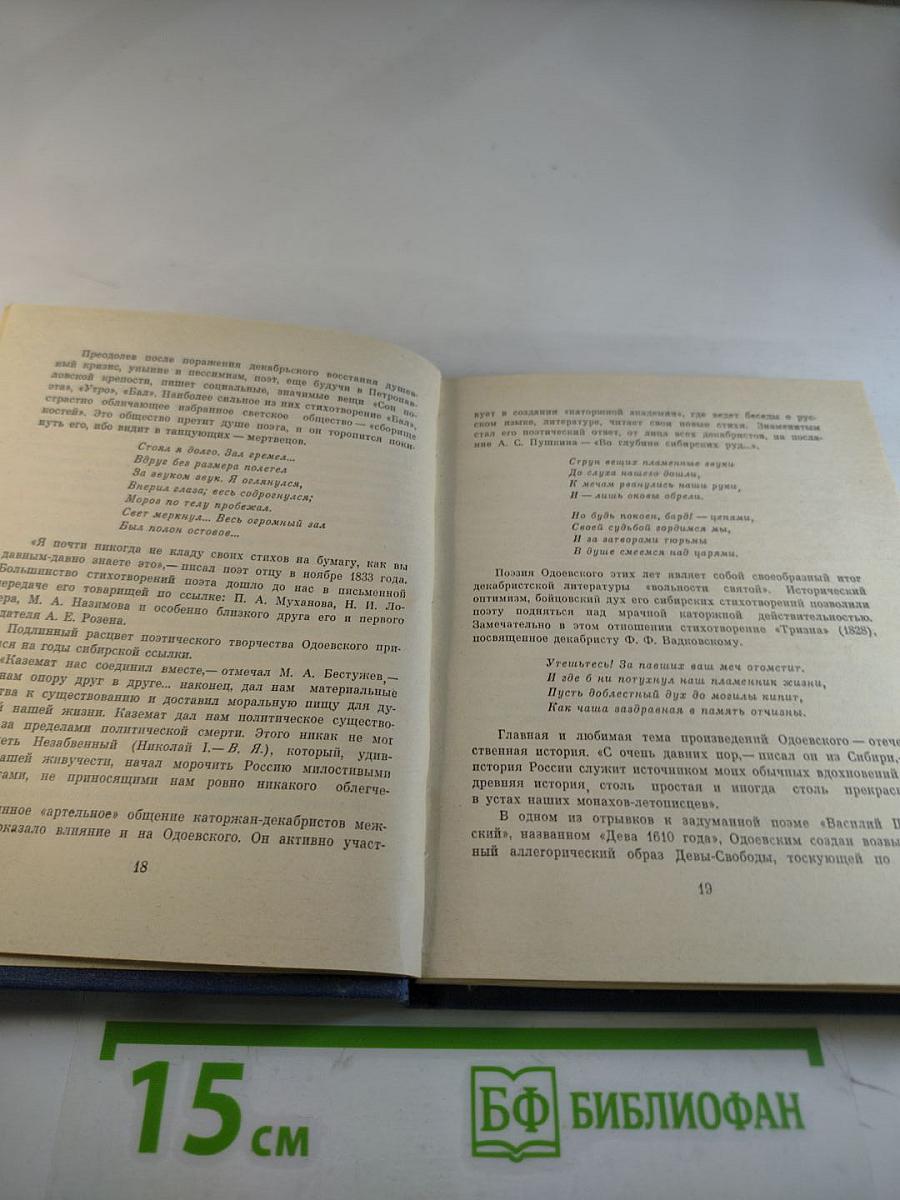 Преодолев после поражения декабрьского восстания душев-
ный кризис, уныние и пессимизм, поэт, еще будучи в Петропав-
ловской крепости, пишет социальные, значимые вещи «Сон по-
эта», «Утро», «Бал». Наиболее сильное из них стихотворение «Бал»,
страстно обличающее избранное светское общество — «сборище
костей». Это общество претит душе поэта, и он торопится поки-
нуть его, ибо видит в танцующих — мертвецов.
Стоял я долго. Зал гремел...
Вдруг без размера полетел
За звуком звук. Я оглянулся,
Вперил глаза; весь содрогнулся;
Мороз по телу пробежал.
Свет меркнул... Весь огромный зал
Был полон остовов...
«Я почти никогда не кладу своих стихов на бумагу, как вы
давным-давно знаете это»,— писал поэт отцу в ноябре 1833 года.
Большинство стихотворений поэта дошло до нас в письменной
передаче его товарищей по ссылке: П. А. Муханова, Н. И. Ло-
ера, М. А. Назимова и особенно близкого друга его и первого
дателя А. Е. Розена.
Подлинный расцвет поэтического творчества Одоевского при-
лся на годы сибирской ссылки.
«Каземат нас соединил вместе,— отмечал М. А. Бестужев,—
нам опору друг в друге... наконец, дал нам материальные
тва к существованию и доставил моральную пищу для ду-
й нашей жизни. Каземат дал нам политическое существо-
за пределами политической смерти. Этого никак не мог
еть Незабвенный (Николай I.— В. Я.), который, удив-
ашей живучести, начал морочить Россию милостивыми
тами, не приносящими нам ровно никакого облегче-
нное «артельное» общение каторжан-декабристов меж-
оказало влияние и на Одоевского. Он активно участ-
18
вует в создании «каторжной академии», где ведет беседы о рус-
ском языке, литературе, читает свои новые стихи. Знаменитым
стал его поэтический ответ, от лица всех декабристов, на посла-
ние А. С. Пушкина — «Во глубине сибирских руд...».
Струн вещих пламенные звуки
До слуха нашего дошли,
К мечам рванулись наши руки,
И — лишь оковы обрели.
Но будь покоен, бард! — цепями,
Своей судьбой гордимся мы,
И за затворами тюрьмы
В душе смеемся над царями.
Поэзия Одоевского этих лет являет собой своеобразный итог
декабристской литературы «вольности святой». Исторический
оптимизм, бойцовский дух его сибирских стихотворений позволили
поэту подняться над мрачной каторжной действительностью.
Замечательно в этом отношении стихотворение «Тризна» (1828),
посвященное декабристу Ф. Ф. Вадковскому.
Утешьтесь! За павших ваш меч отомстит.
И где б ни потухнул наш пламенник жизни,
Пусть доблестный дух до могилы кипит,
Как чаша заздравная в память отчизны.
Главная и любимая тема произведений Одоевского — отече
ственная история. «С очень давних пор,— писал он из Сибири,—
история России служит источником моих обычных вдохновений
древняя история, столь простая и иногда столь прекрас
в устах наших монахов-летописцев».
В одном из отрывков к задуманной поэме «Василий Ш
ский», названном «Дева 1610 года», Одоевским создан возвы
ный аллегорический образ Девы-Свободы, тоскующей по
19
15 см
БФ БИБЛИОФАН